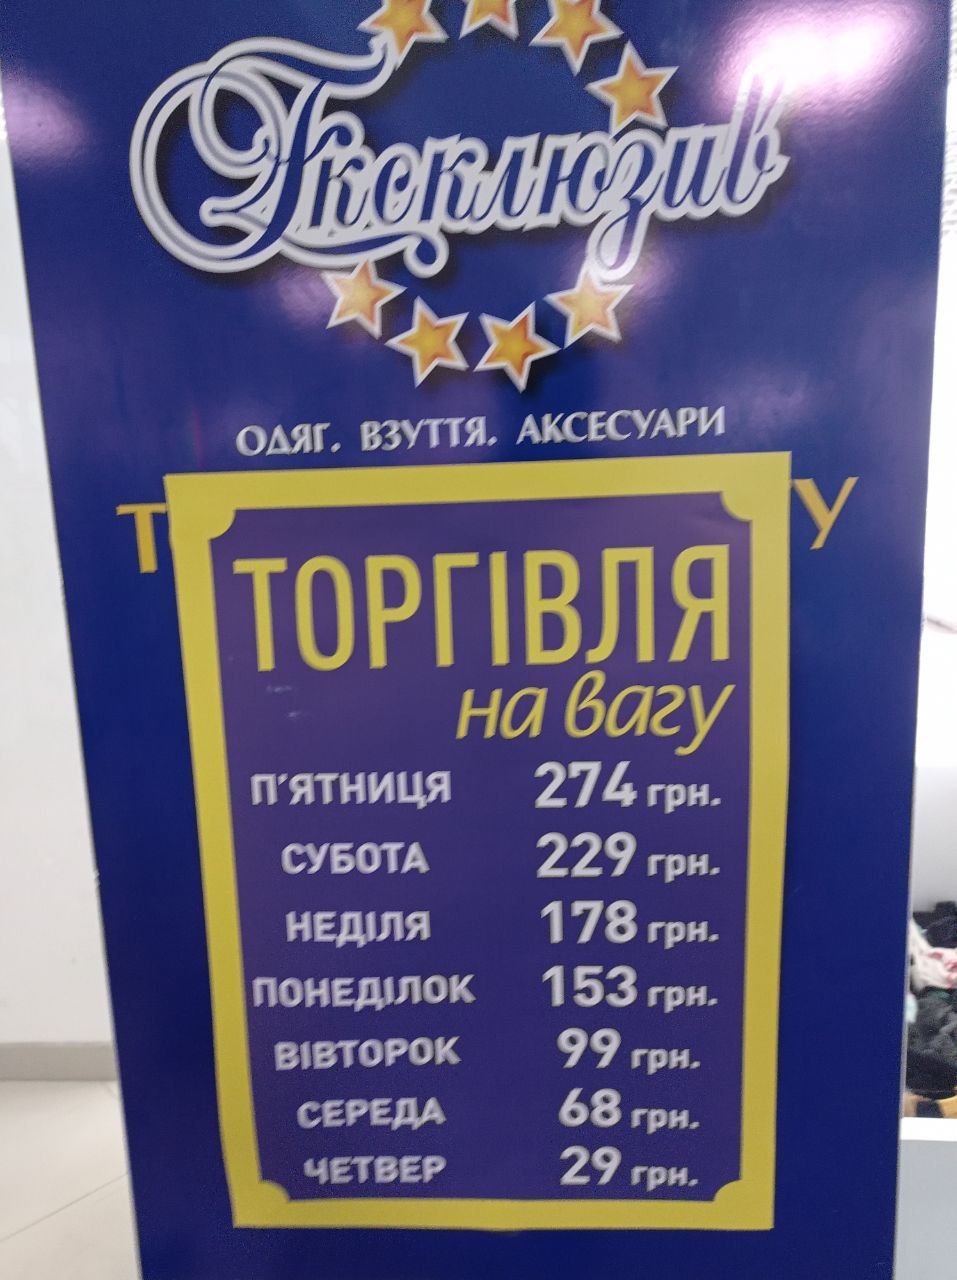 Ексклюзив
ОДЯГ. ВЗУТТЯ. АКСЕСУАРИ
Т У
ТОРГІВЛЯ
на вагу
П'ЯТНИЦЯ 274 грн.
СУБОТА 229 грн.
НЕДІЛЯ 178 грн.
ПОНЕДІЛОК 153 грн.
ВІВТОРОК 99 грн.
СЕРЕДА 68 грн.
ЧЕТВЕР 29 грн.